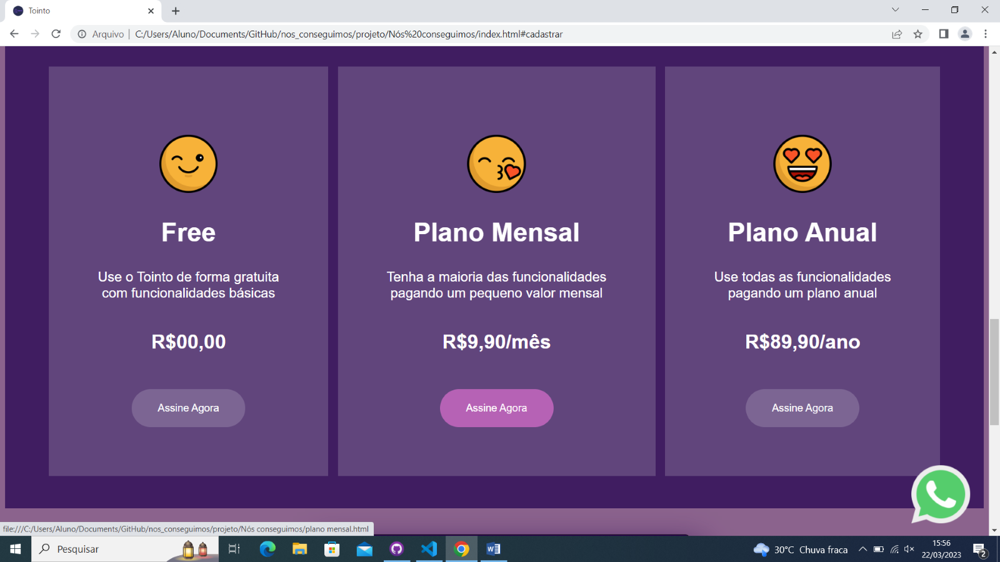 Tointo
Arquivo | C:/Users/Aluno/Documents/GitHub/nos_conseguimos/projeto/Nós%20conseguimos/index.html#cadastrar
Free
Use o Tointo de forma gratuita
com funcionalidades básicas
R$00,00
Assine Agora
Plano Mensal
Tenha a maioria das funcionalidades
pagando um pequeno valor mensal
R$9,90/mês
Assine Agora
Plano Anual
Use todas as funcionalidades
pagando um plano anual
R$89,90/ano
Assine Agora
file:///C:/Users/Aluno/Documents/GitHub/nos_conseguimos/projeto/Nós conseguimos/plano mensal.html
Pesquisar
30°C Chuva fraca
15:56
22/03/2023
2